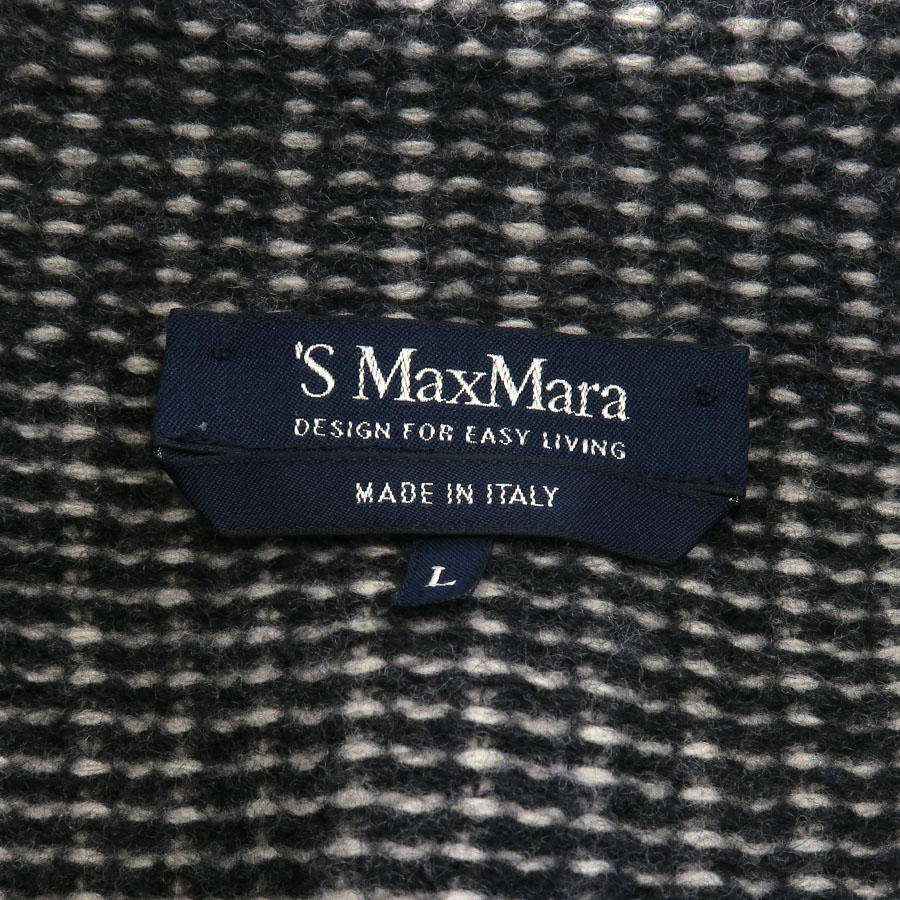 'S MaxMara
DESIGN FOR EASY LIVING
MADE IN ITALY
L